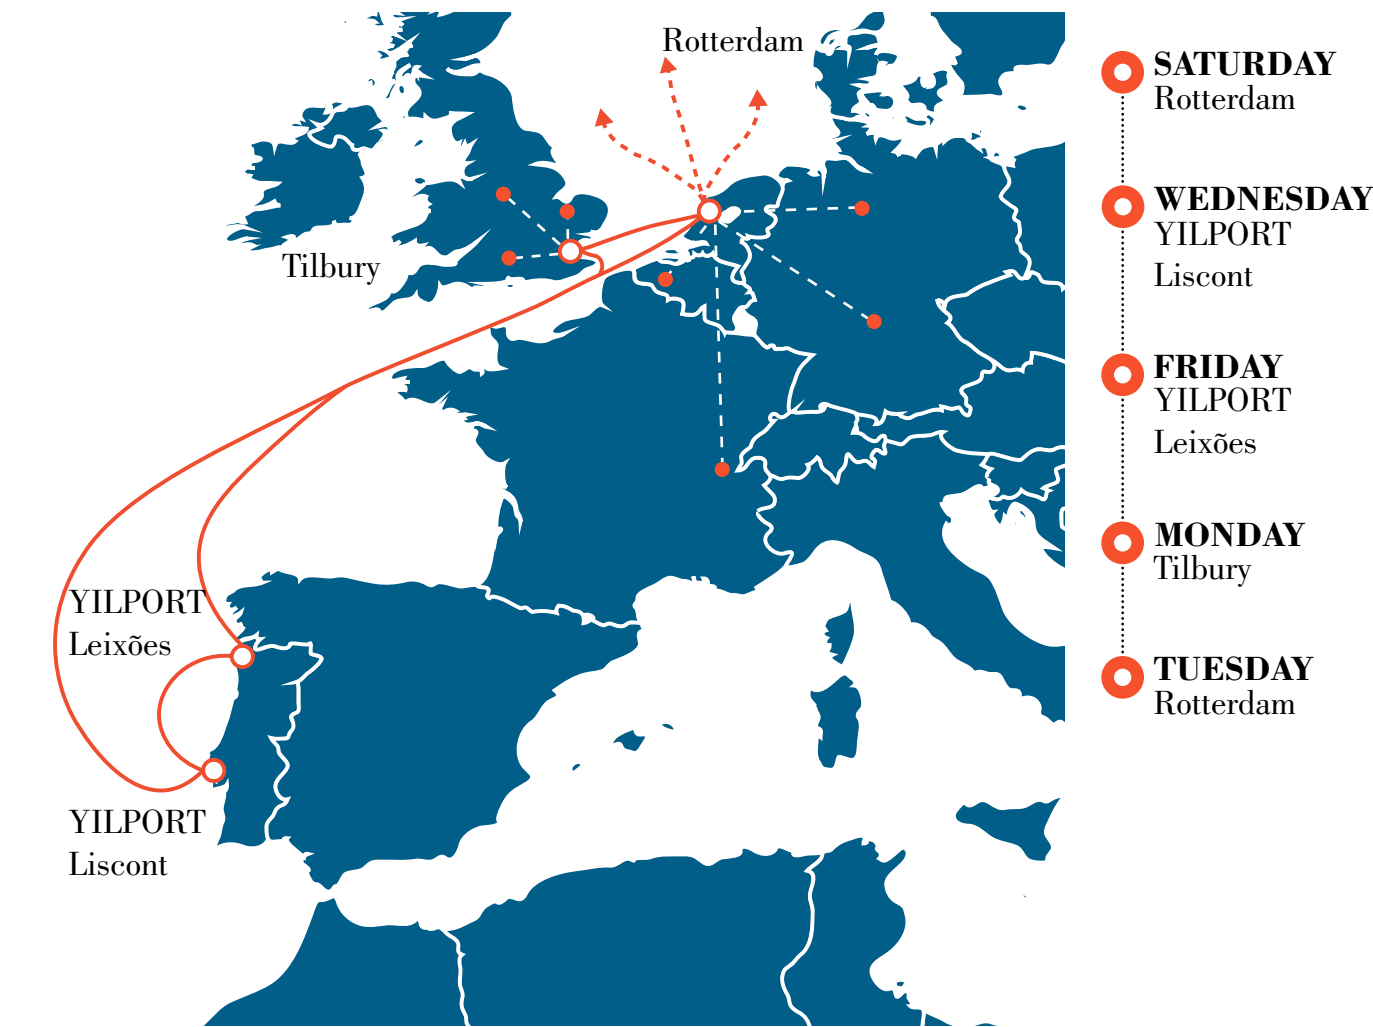 Rotterdam
Tilbury
YILPORT
Leixões
YILPORT
Liscont
SATURDAY
Rotterdam
WEDNESDAY
YILPORT
Liscont
FRIDAY
YILPORT
Leixões
MONDAY
Tilbury
TUESDAY
Rotterdam